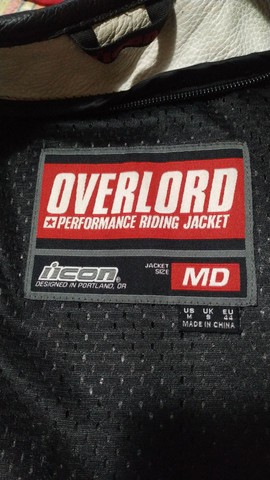 OVERLORD
PERFORMANCE RIDING JACKET
icon
DESIGNED IN PORTLAND, OR
JACKET
SIZE
MD
US UK EU
M S 44
MADE IN CHINA